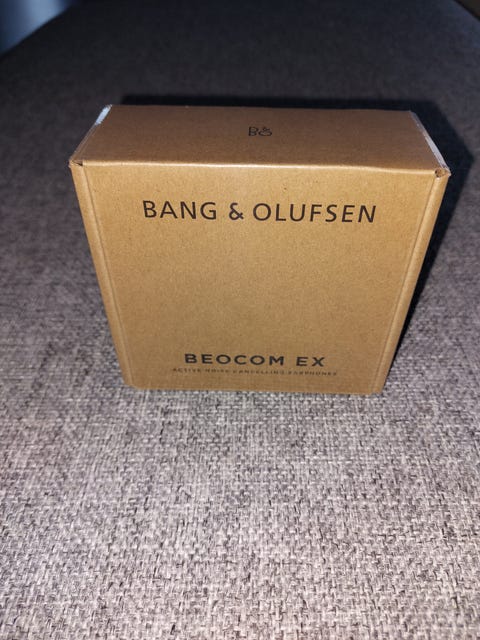 B&O
BANG & OLUFSEN
BEOCOM EX
ACTIVE NOISE CANCELLING EARPHONES